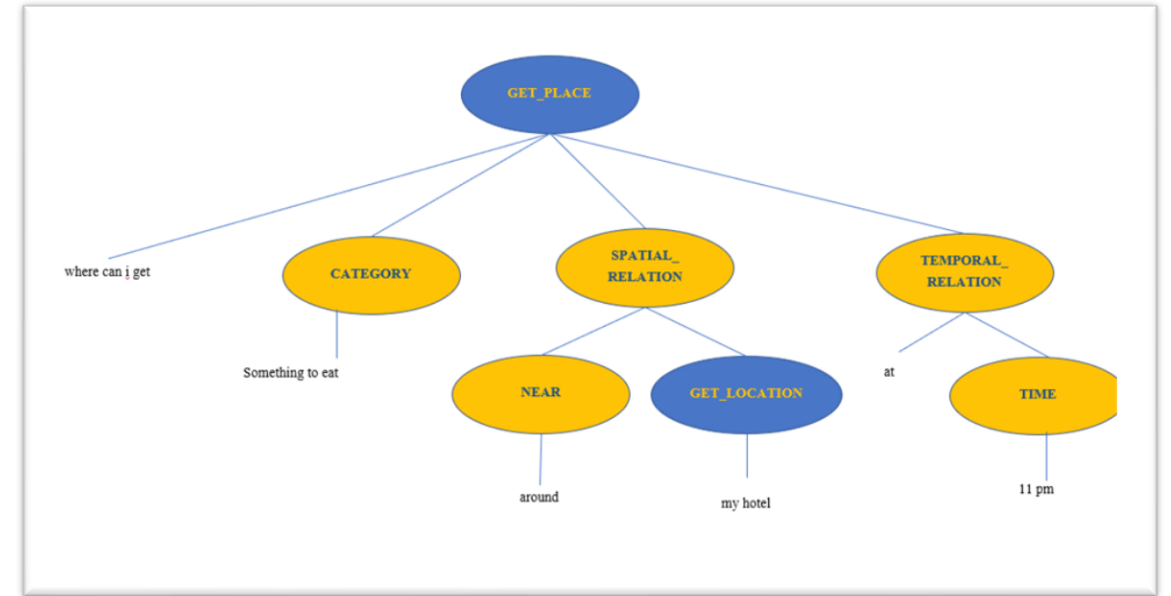 GET_PLACE
where can i get
CATEGORY
SPATIAL_
RELATION
TEMPORAL_
RELATION
Something to eat
at
NEAR
GET_LOCATION
TIME
around
my hotel
11 pm